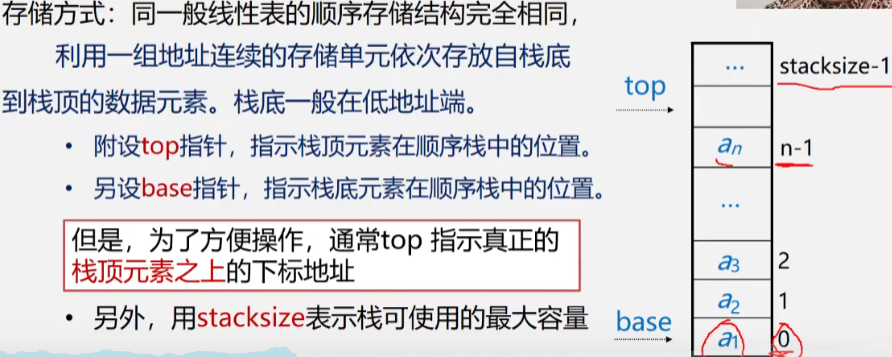 存储方式：同一般线性表的顺序存储结构完全相同，
利用一组地址连续的存储单元依次存放自栈底
到栈顶的数据元素。栈底一般在低地址端。
• 附设top指针，指示栈顶元素在顺序栈中的位置。
• 另设base指针，指示栈底元素在顺序栈中的位置。
但是，为了方便操作，通常top 指示真正的
栈顶元素之上的下标地址
• 另外，用stacksize表示栈可使用的最大容量
... stacksize-1
top
an n-1
...
a3 2
a2 1
base a1 0